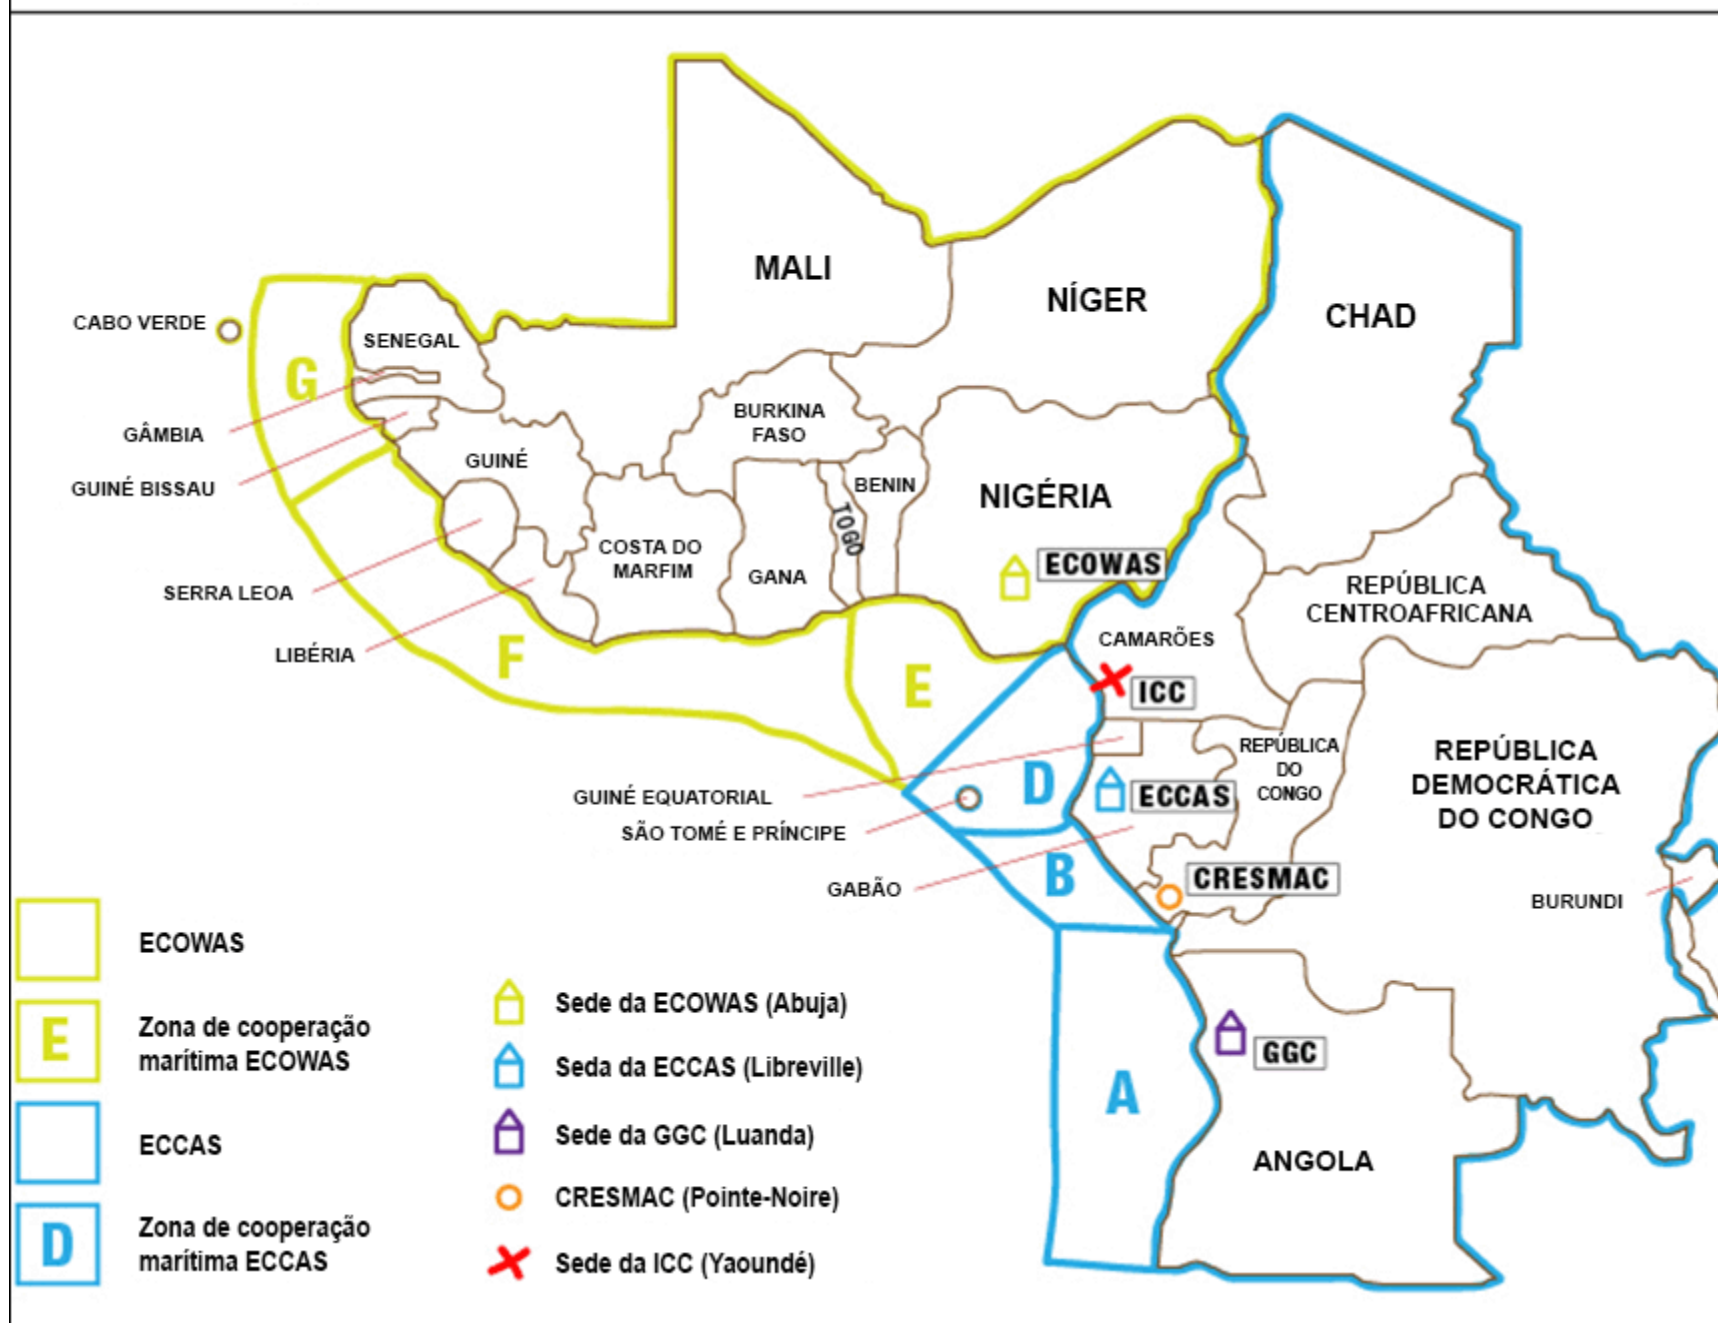 MALI
NÍGER
CHAD
CABO VERDE
SENEGAL
G
GÂMBIA
BURKINA
FASO
GUINÉ
GUINÉ BISSAU
BENIN
NIGÉRIA
TOGO
COSTA DO
MARFIM
GANA
ECOWAS
SERRA LEOA
REPÚBLICA
CENTROAFRICANA
LIBÉRIA
F
CAMARÕES
E
ICC
REPÚBLICA
DO
CONGO
REPÚBLICA
DEMOCRÁTICA
DO CONGO
D
GUINÉ EQUATORIAL
ECCAS
SÃO TOMÉ E PRÍNCIPE
B
GABÃO
CRESMAC
BURUNDI
GGC
A
ANGOLA
ECOWAS
E
Zona de cooperação
marítima ECOWAS
ECCAS
D
Zona de cooperação
marítima ECCAS
Sede da ECOWAS (Abuja)
Seda da ECCAS (Libreville)
Sede da GGC (Luanda)
CRESMAC (Pointe-Noire)
Sede da ICC (Yaoundé)